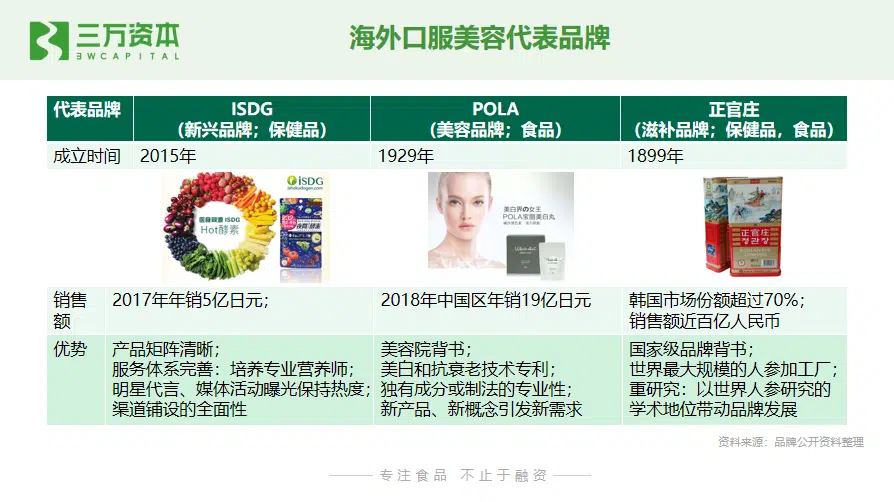 三万资本
3WCAPITAL
海外口服美容代表品牌
代表品牌
ISDG
(新兴品牌；保健品)
POLA
(美容品牌；食品)
正官庄
(滋补品牌；保健品，食品)
成立时间
2015年
1929年
1899年
iSDG
ishokudogen.com
医食同源 ISDG
Hot酵素
美白界の女王
POLA宝丽美白丸
正官庄
정관장
销售
额
2017年年销5亿日元；
2018年中国区年销19亿日元
韩国市场份额超过70%；
销售额近百亿人民币
优势
产品矩阵清晰；
服务体系完善：培养专业营养师；
明星代言、媒体活动曝光保持热度；
渠道铺设的全面性
美容院背书；
美白和抗衰老技术专利；
独有成分或制法的专业性；
新产品、新概念引发新需求
国家级品牌背书；
世界最大规模的人参加工厂；
重研究：以世界人参研究的
学术地位带动品牌发展
资料来源：品牌公开资料整理
专注食品 不止于融资